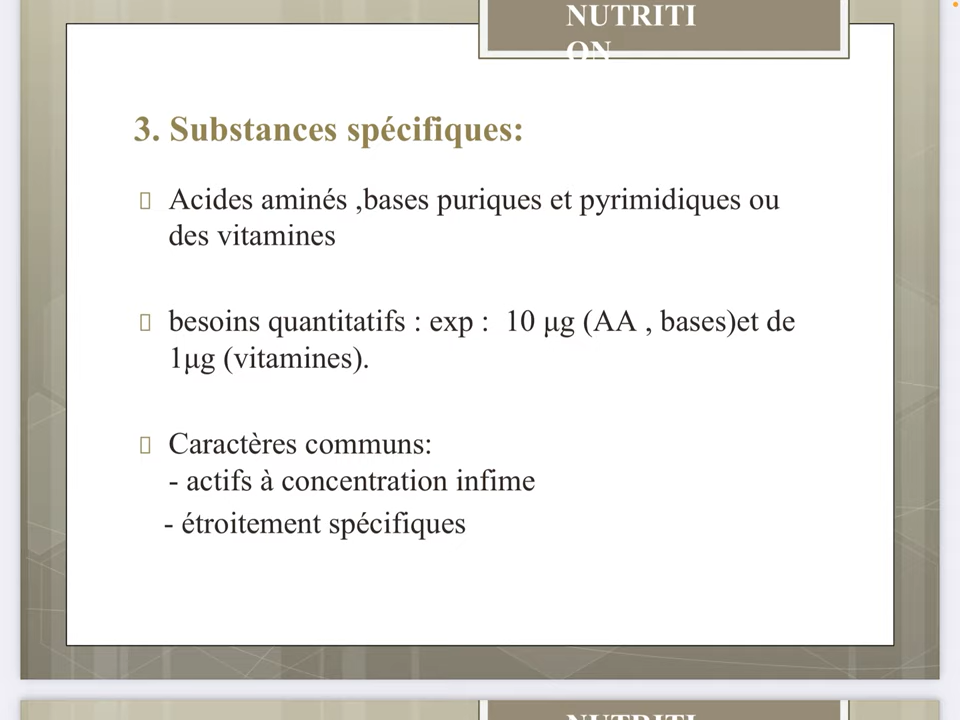 NUTRITI
ON
3. Substances spécifiques:
Acides aminés ,bases puriques et pyrimidiques ou
des vitamines
besoins quantitatifs : exp :  10 μg (AA , bases)et de
1μg (vitamines).
Caractères communs:
- actifs à concentration infime
- étroitement spécifiques
NUTRITI